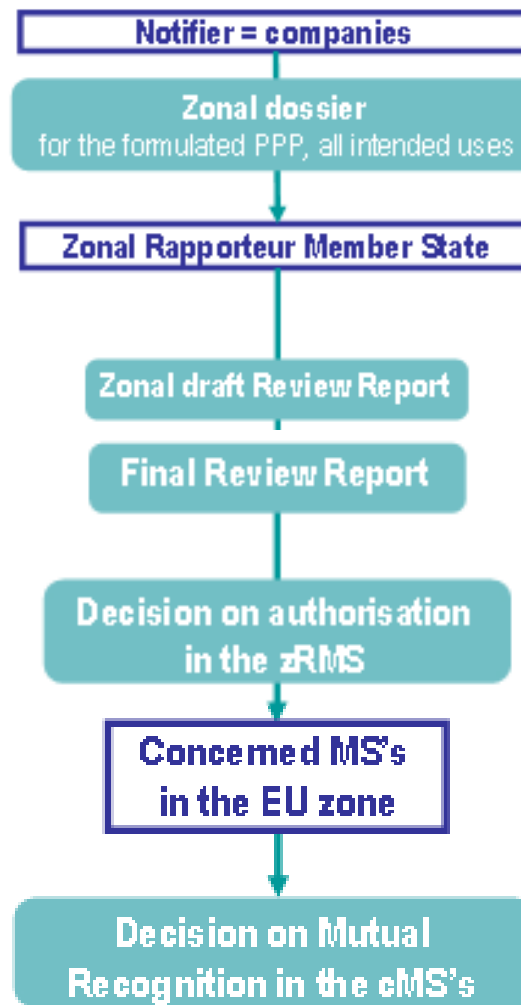 Notifier = companies
Zonal dossier
for the formulated PPP, all intended uses
Zonal Rapporteur Member State
Zonal draft Review Report
Final Review Report
Decision on authorisation
in the zRMS
Concerned MS's
in the EU zone
Decision on Mutual
Recognition in the cMS's